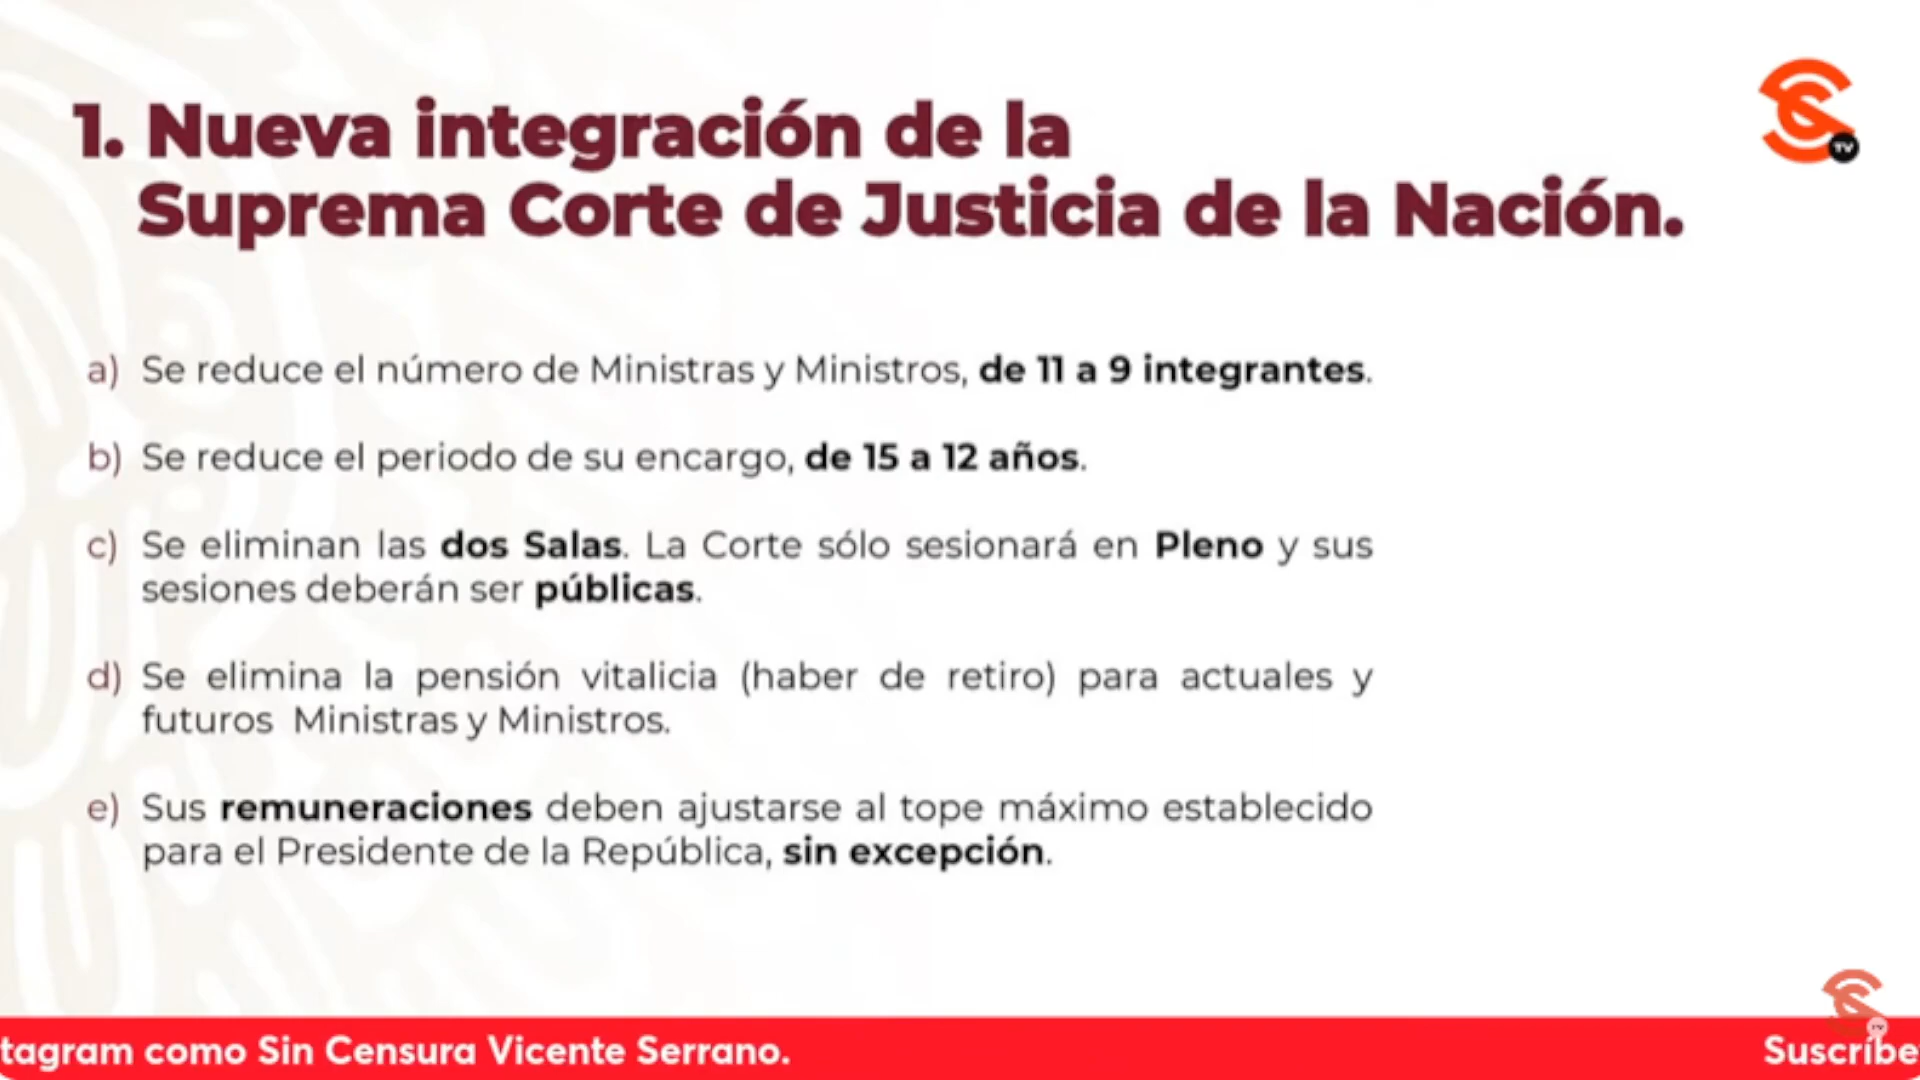 1. Nueva integración de la
Suprema Corte de Justicia de la Nación.
a) Se reduce el número de Ministras y Ministros, de 11 a 9 integrantes.
b) Se reduce el periodo de su encargo, de 15 a 12 años.
c) Se eliminan las dos Salas. La Corte sólo sesionará en Pleno y sus
sesiones deberán ser públicas.
d) Se elimina la pensión vitalicia (haber de retiro) para actuales y
futuros Ministras y Ministros.
e) Sus remuneraciones deben ajustarse al tope máximo establecido
para el Presidente de la República, sin excepción.
TV
TV
tagram como Sin Censura Vicente Serrano.
Suscríbe